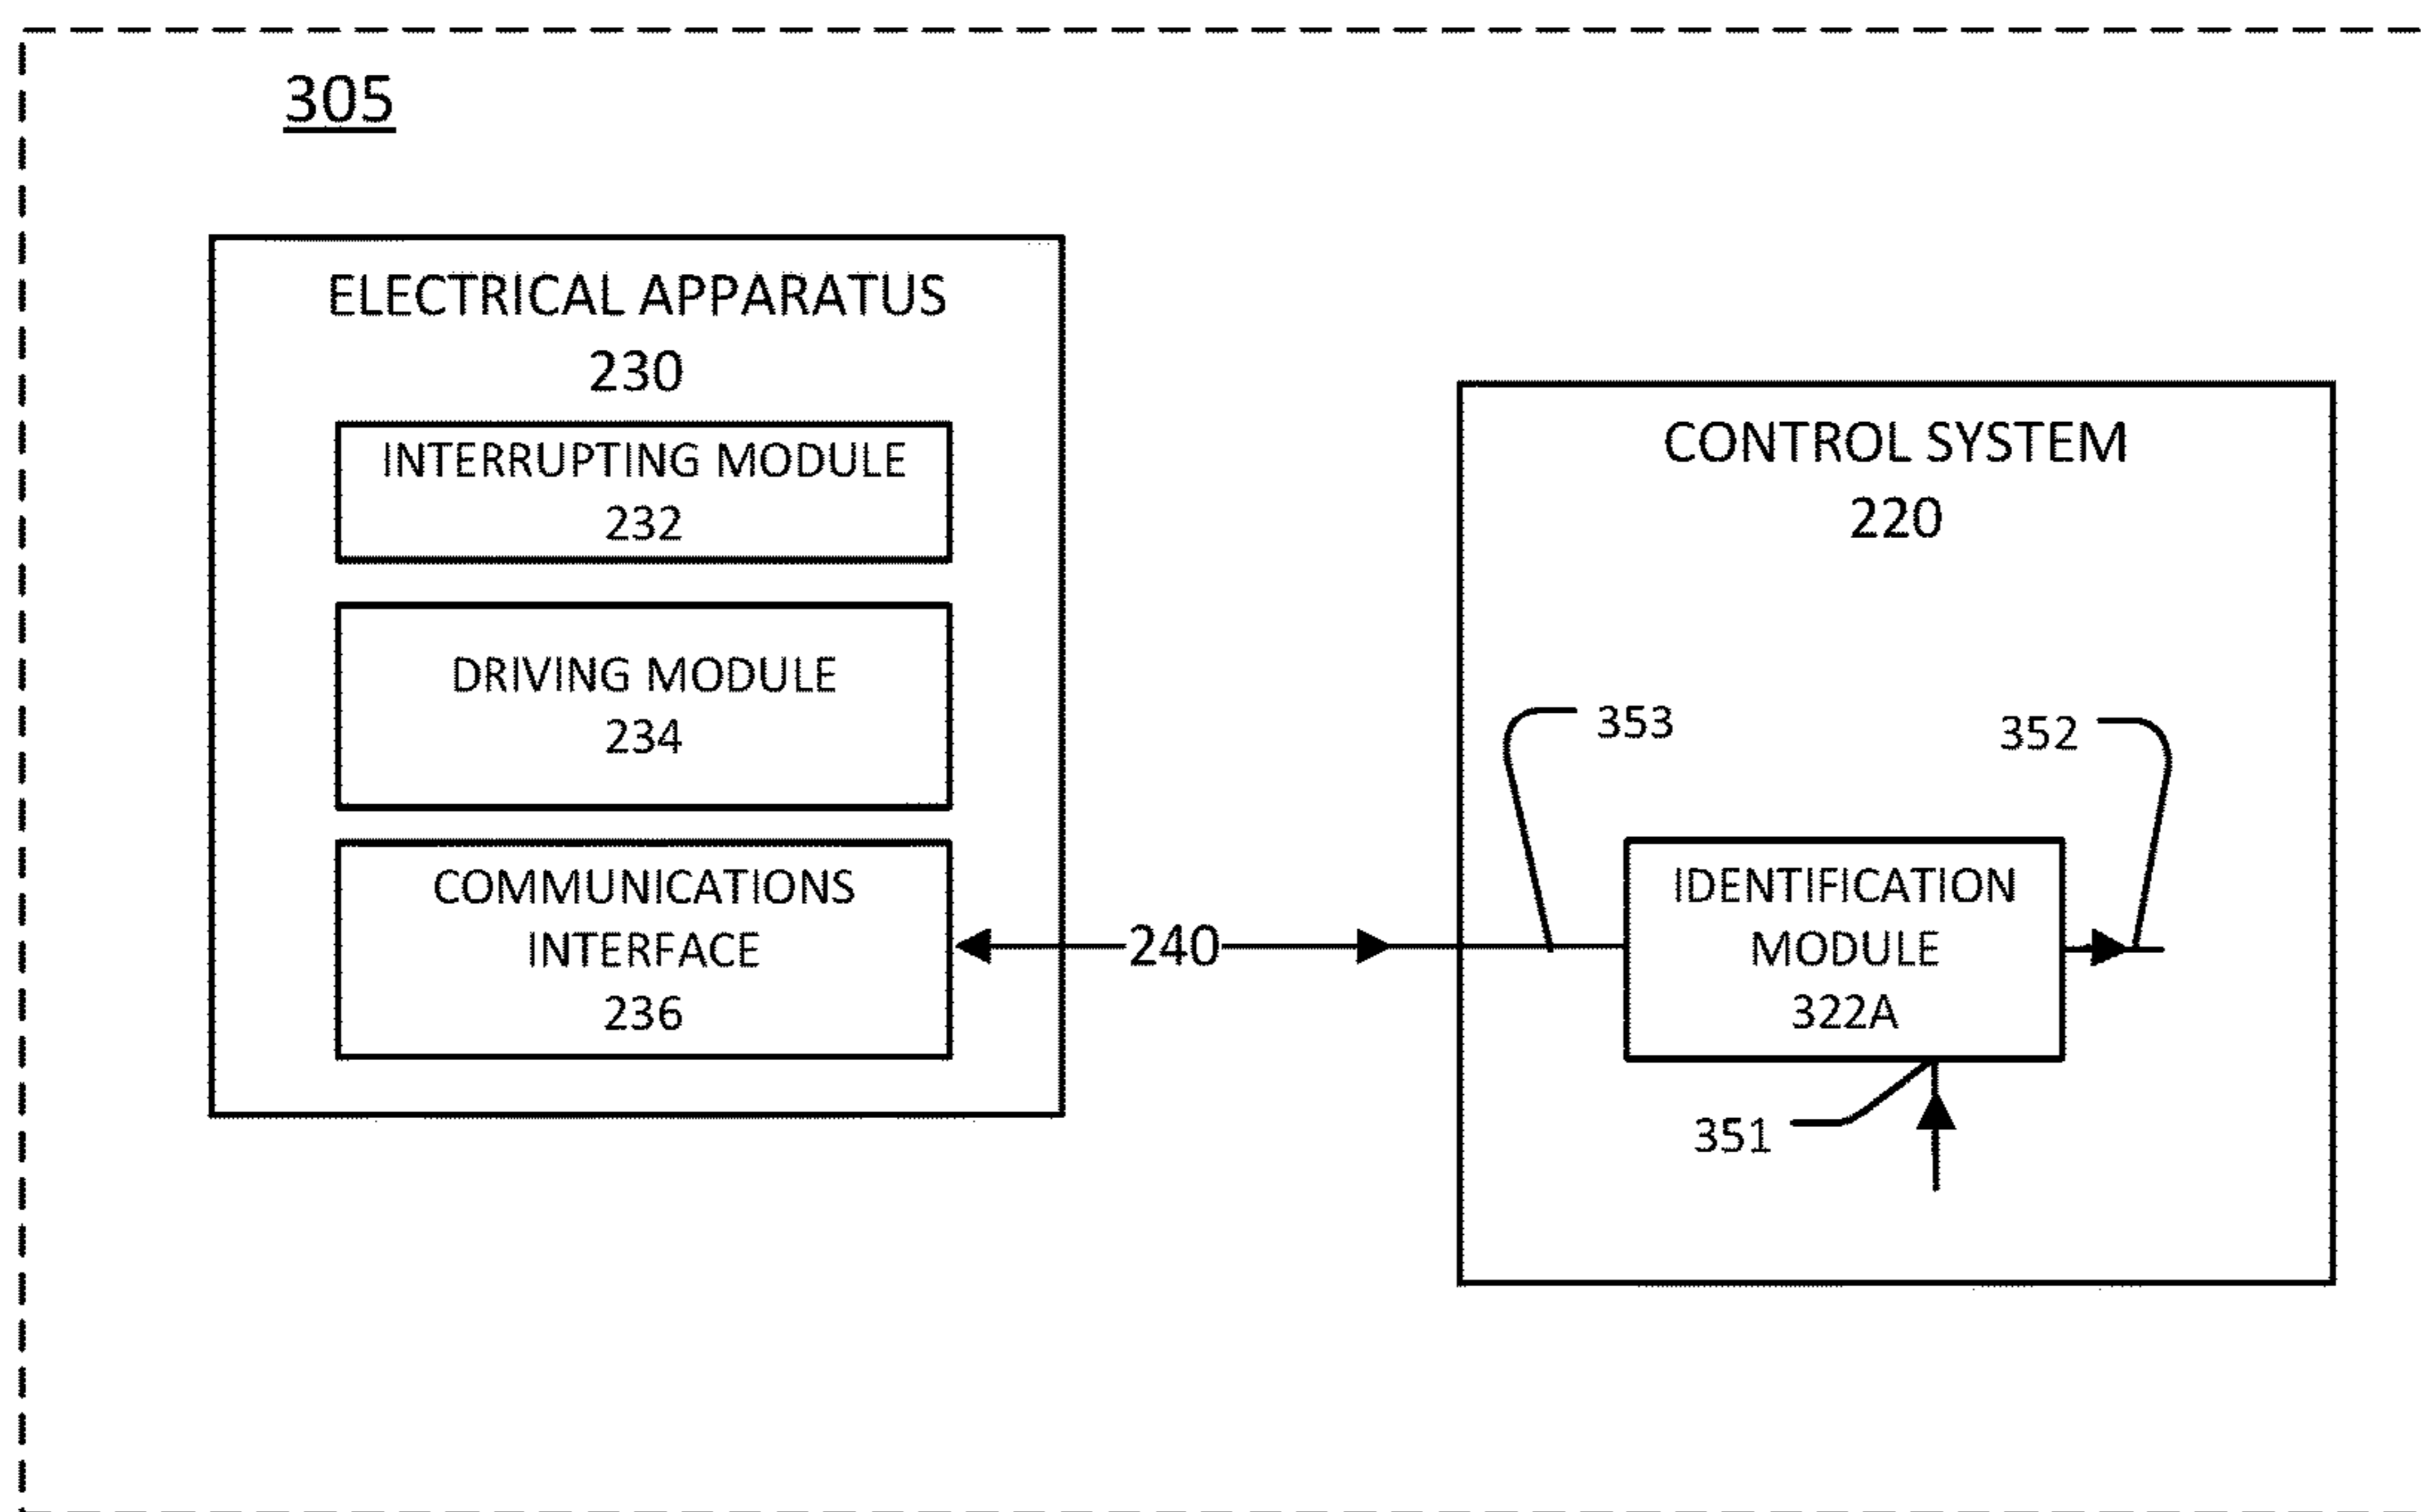 305
ELECTRICAL APPARATUS
230
INTERRUPTING MODULE
232
DRIVING MODULE
234
COMMUNICATIONS
INTERFACE
236
240
CONTROL SYSTEM
220
353
352
IDENTIFICATION
MODULE
322A
351